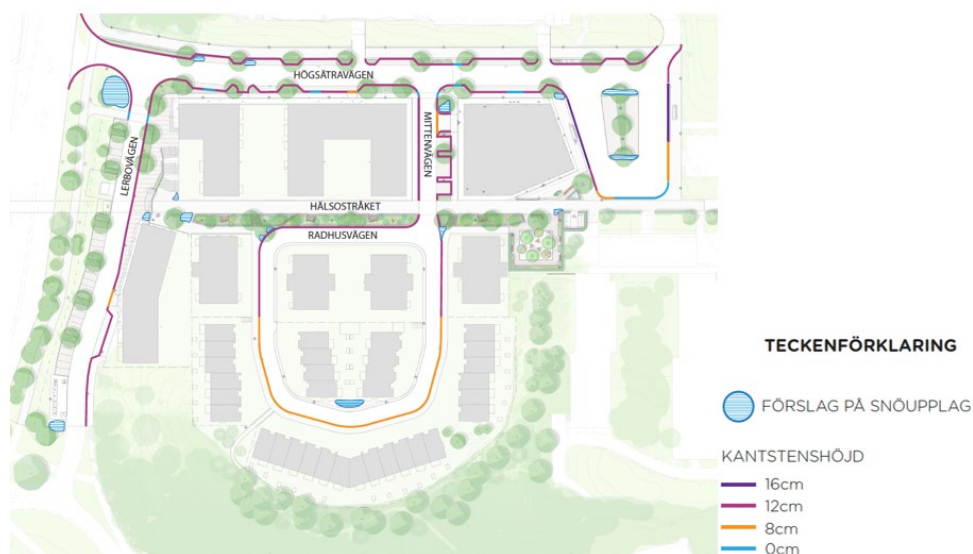 HÖGSÄTRAVÄGEN
MITTENVÄGEN
LERBOVÄGEN
HÄLSOSTRÅKET
RADHUSVÄGEN
TECKENFÖRKLARING
FÖRSLAG PÅ SNÖUPPLAG
KANTSTENSHÖJD
16cm
12cm
8cm
0cm